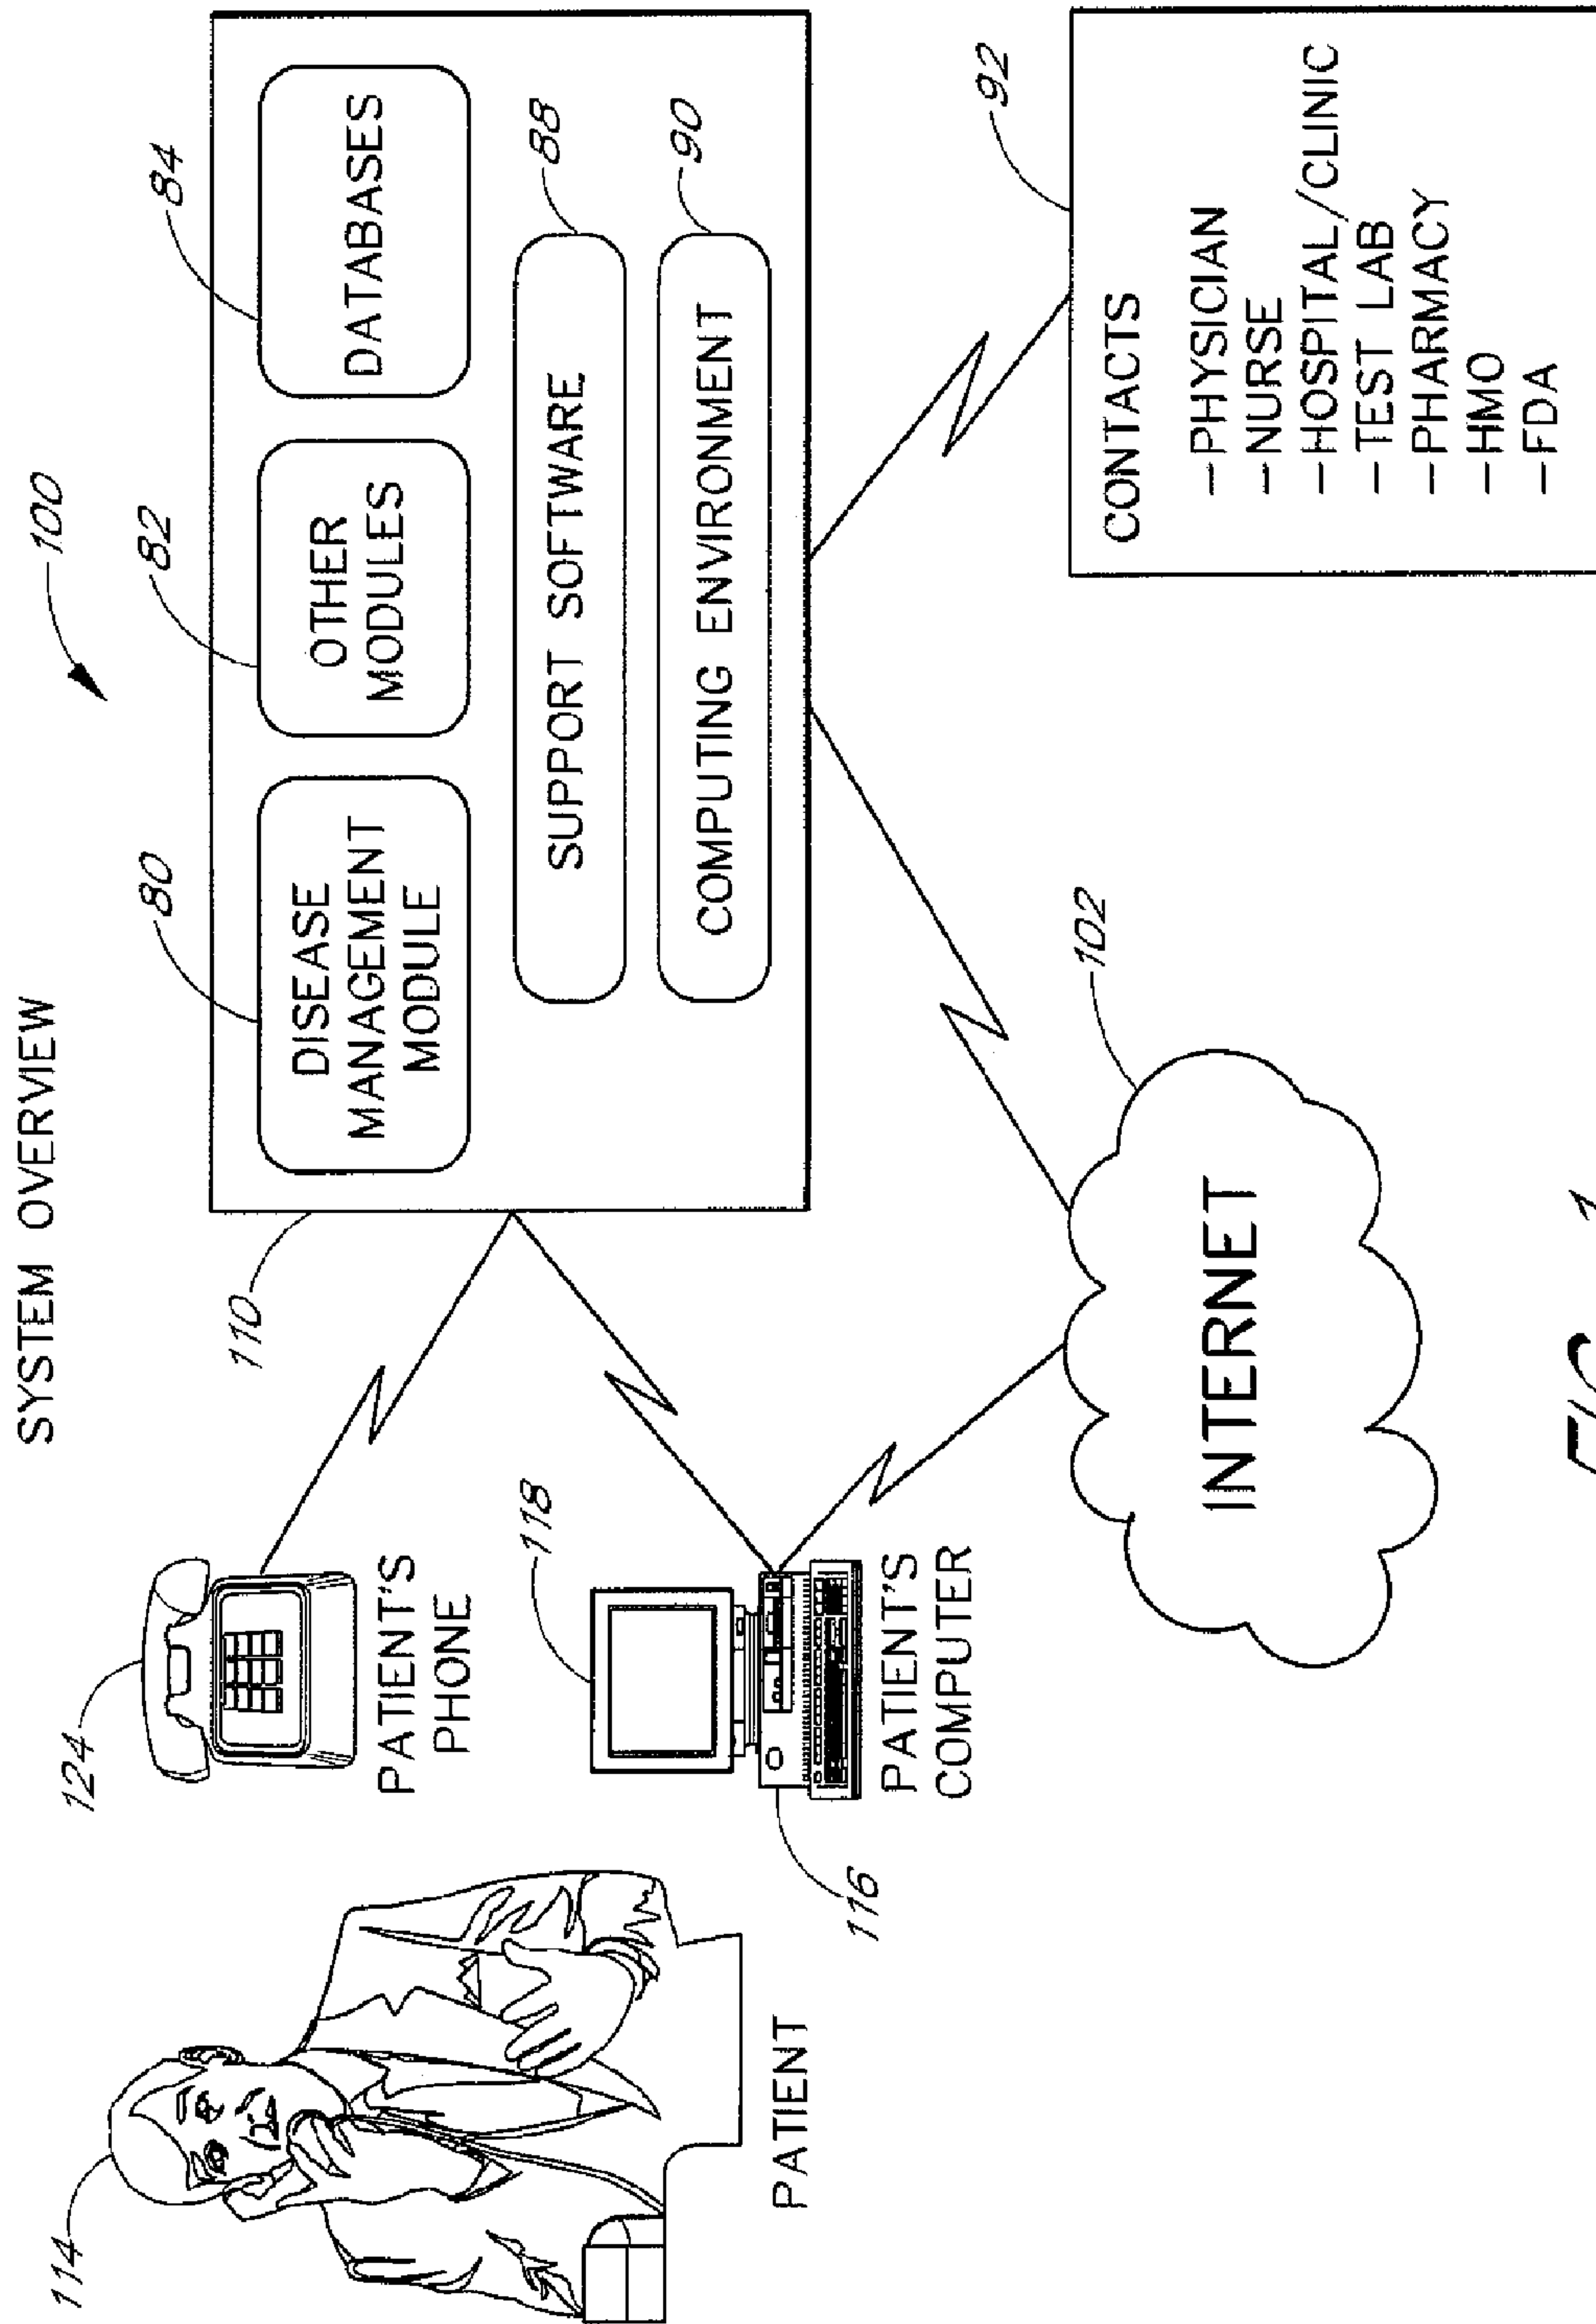 SYSTEM OVERVIEW
100
114
PATIENT
124
PATIENT'S
PHONE
118
116
PATIENT'S
COMPUTER
110
80
DISEASE
MANAGEMENT
MODULE
82
OTHER
MODULES
84
DATABASES
88
SUPPORT SOFTWARE
90
COMPUTING ENVIRONMENT
102
INTERNET
92
CONTACTS
-PHYSICIAN
-NURSE
-HOSPITAL/CLINIC
-TEST LAB
-PHARMACY
-HMO
-FDA